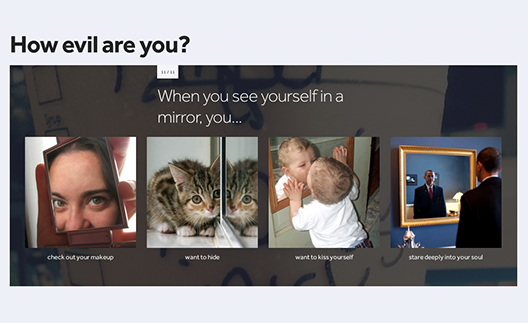 How evil are you?
11 / 11
When you see yourself in a
mirror, you...
check out your makeup
want to hide
want to kiss yourself
stare deeply into your soul